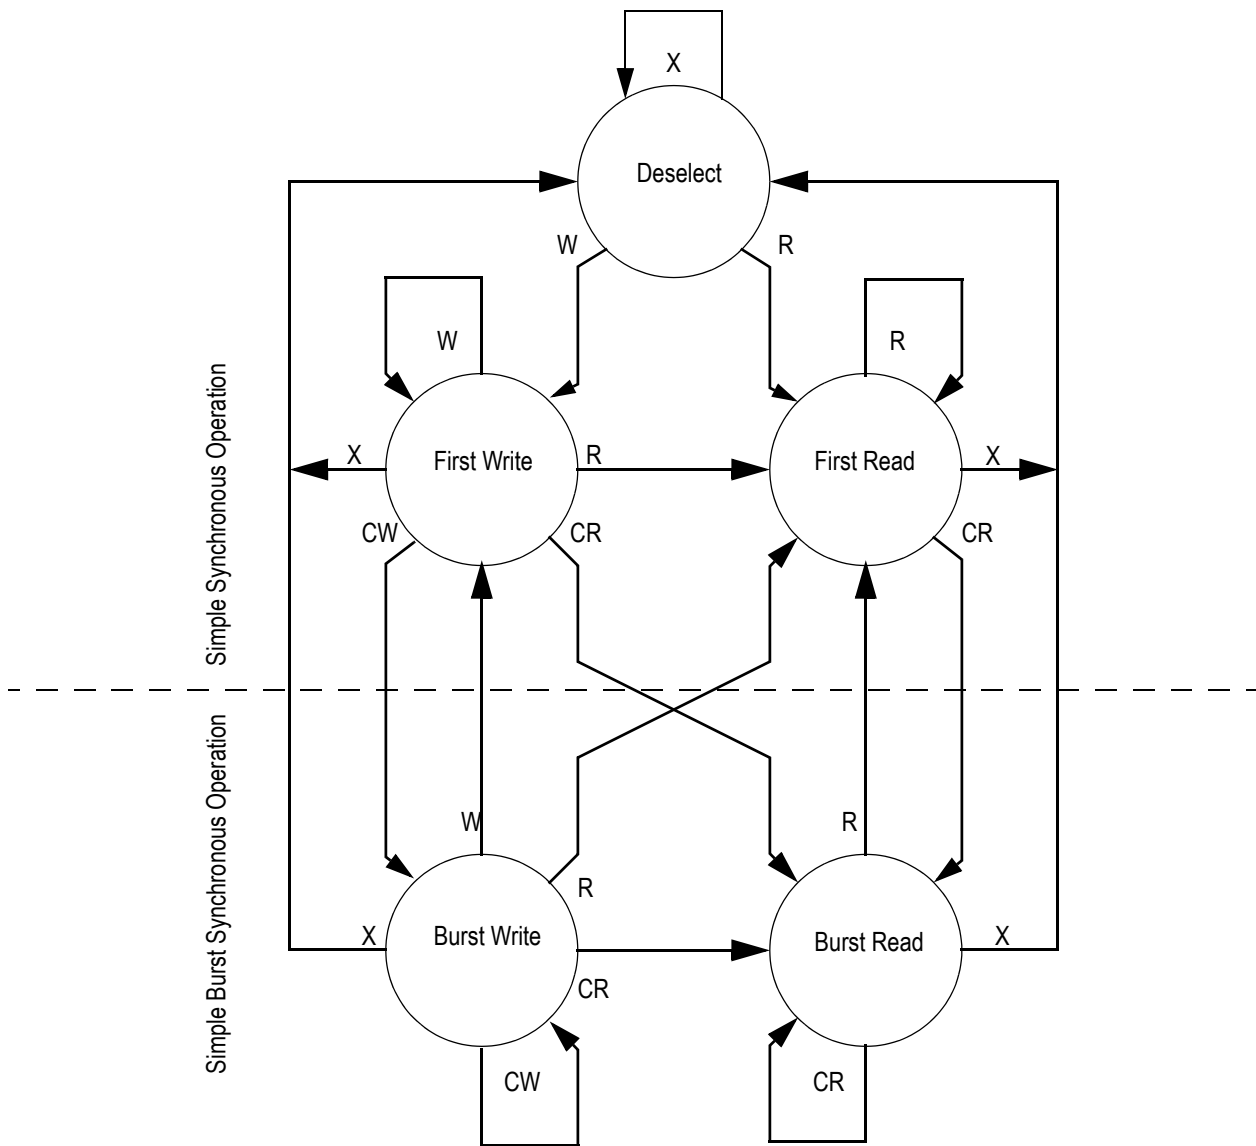 X
Deselect
W
R
W
R
Simple Synchronous Operation
X
First Write
R
First Read
X
CW
CR
CR
Simple Burst Synchronous Operation
W
R
R
X
Burst Write
Burst Read
X
CR
CW
CR